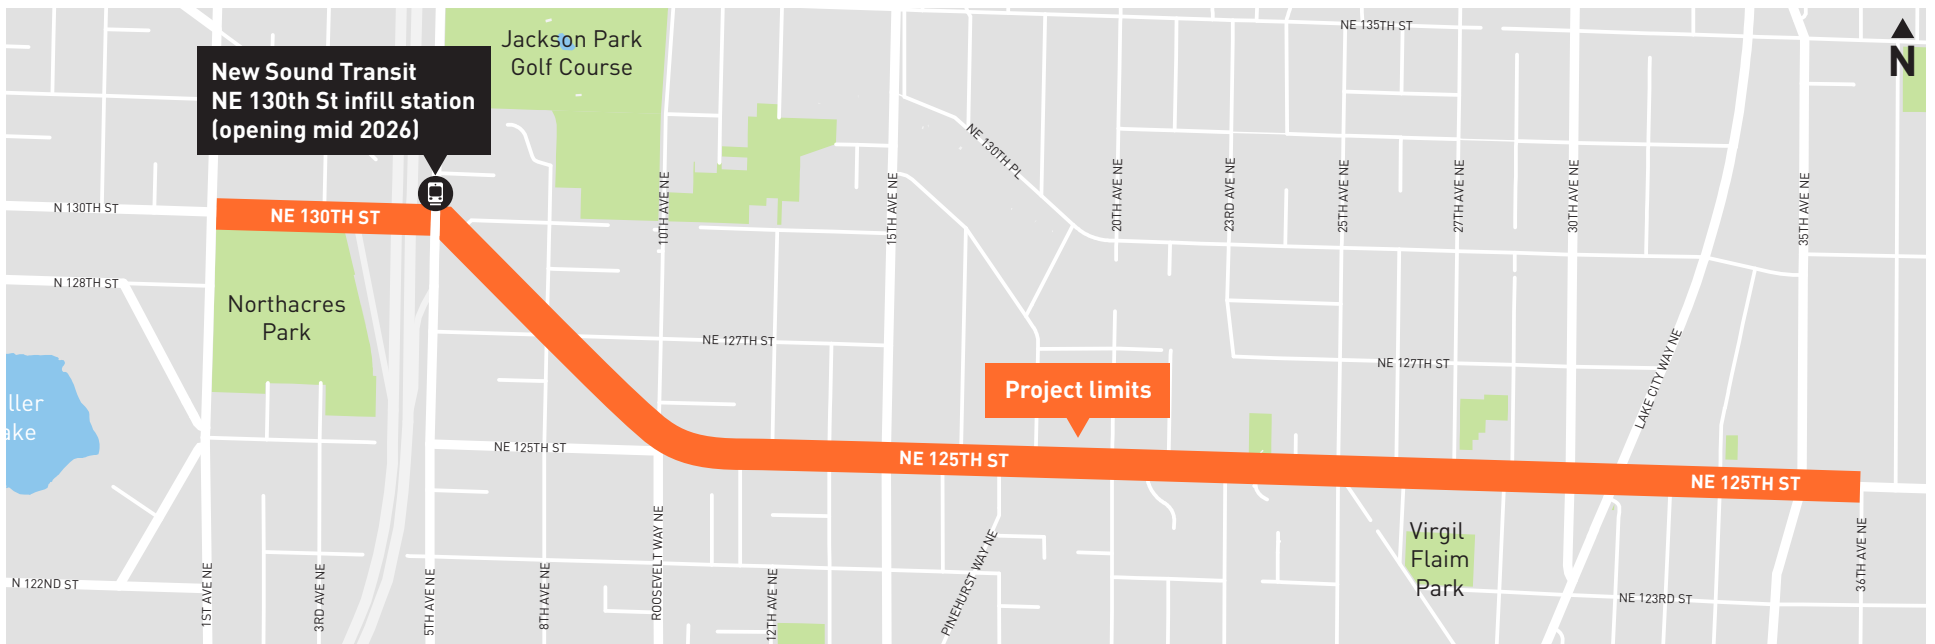 NE 135TH ST
Jackson Park
Golf Course
N
New Sound Transit
NE 130th St infill station
(opening mid 2026)
NE 130TH PL
N 130TH ST
NE 130TH ST
10TH AVE NE
15TH AVE NE
20TH AVE NE
23RD AVE NE
25TH AVE NE
27TH AVE NE
30TH AVE NE
35TH AVE NE
N 128TH ST
Northacres
Park
NE 127TH ST
NE 127TH ST
LAKE CITY WAY NE
Project limits
ller
ake
NE 125TH ST
NE 125TH ST
NE 125TH ST
Virgil
Flaim
Park
N 122ND ST
1ST AVE NE
3RD AVE NE
5TH AVE NE
8TH AVE NE
ROOSEVELT WAY NE
12TH AVE NE
PINEHURST WAY NE
NE 123RD ST
36TH AVE NE